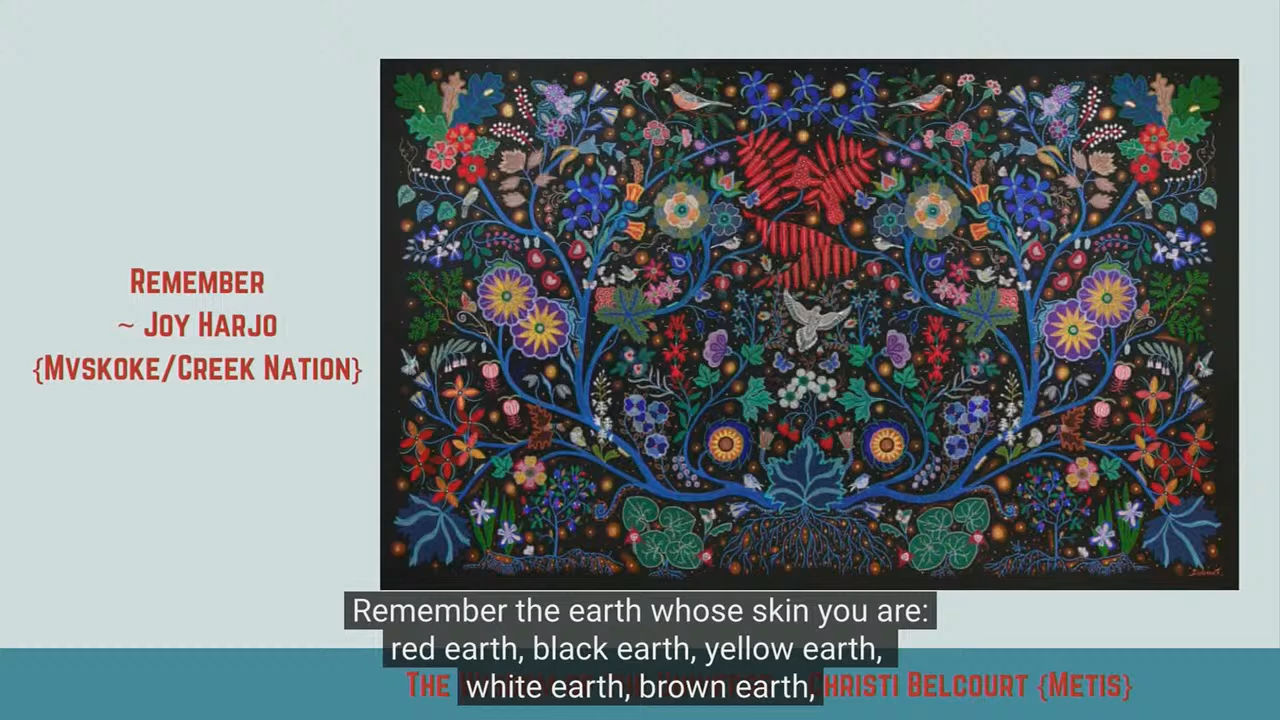 Remember
~ Joy Harjo
{Mvskoke/Creek Nation}
Remember the earth whose skin you are:
red earth, black earth, yellow earth,
white earth, brown earth,
The Christi Belcourt {Metis}